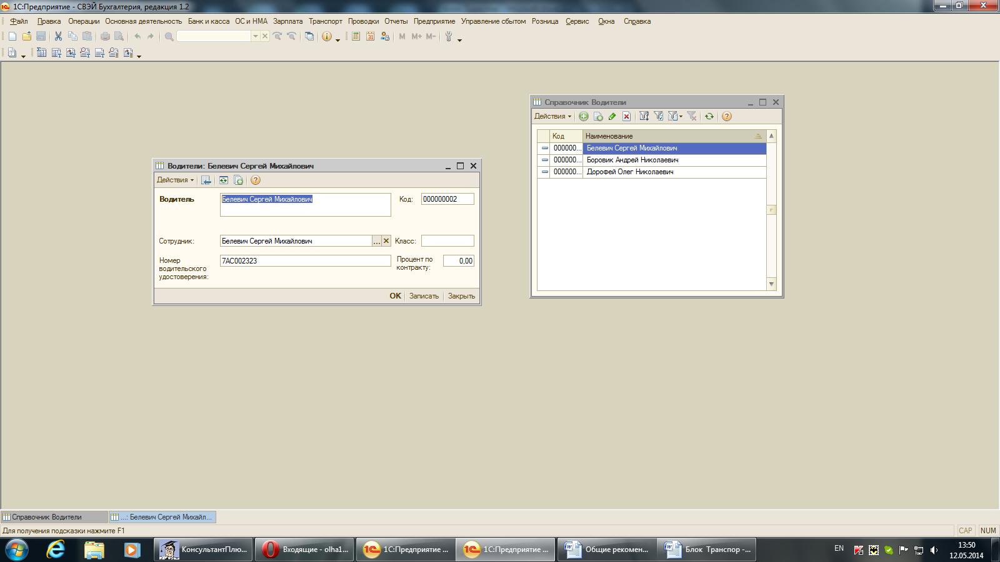 1С:Предприятие - СВЭЙ Бухгалтерия, редакция 1.2
Файл Правка Операции Основная деятельность Банк и касса ОС и НМА Зарплата Транспорт Проводки Отчеты Предприятие Управление сбытом Розница Сервис Окна Справка
M M+ M−
Справочник Водители
Действия
Код Наименование
000000... Белевич Сергей Михайлович
000000... Боровик Андрей Николаевич
000000... Дорофей Олег Николаевич
Водители: Белевич Сергей Михайлович
Действия
Водитель Белевич Сергей Михайлович Код: 000000002
Сотрудник: Белевич Сергей Михайлович ... Класс:
Номер водительского удостоверения: 7АС002323 Процент по контракту: 0,00
OK Записать Закрыть
Справочник Водители ...: Белевич Сергей Михайл...
Для получения подсказки нажмите F1 CAP NUM
КонсультантПлю... Входящие - olha1... 1С:Предприятие ... 1С:Предприятие ... Общие рекомен... Блок Транспор -... EN 13:50
12.05.2014